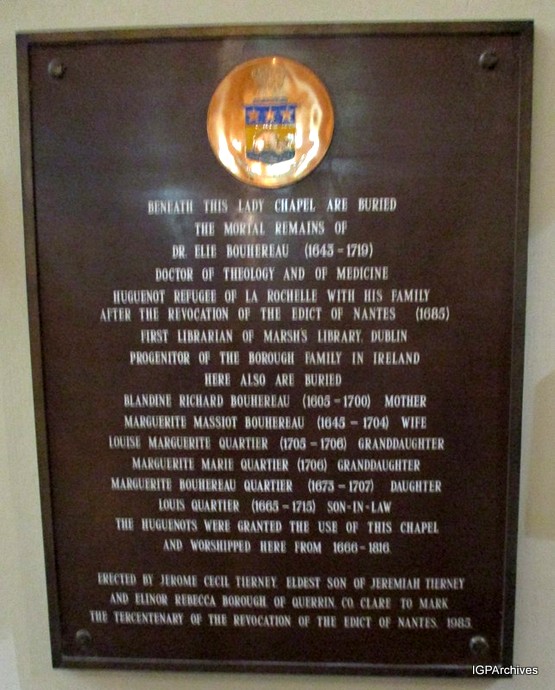 BENEATH THIS LADY CHAPEL ARE BURIED
THE MORTAL REMAINS OF
DR. ELIE BOUHEREAU (1643-1719)
DOCTOR OF THEOLOGY AND OF MEDICINE
HUGUENOT REFUGEE OF LA ROCHELLE WITH HIS FAMILY
AFTER THE REVOCATION OF THE EDICT OF NANTES (1685)
FIRST LIBRARIAN OF MARSH'S LIBRARY, DUBLIN
PROGENITOR OF THE BOROUGH FAMILY IN IRELAND
HERE ALSO ARE BURIED
BLANDINE RICHARD BOUHEREAU (1605-1700) MOTHER
MARGUERITE MASSIOT BOUHEREAU (1645-1704) WIFE
LOUISE MARGUERITE QUARTIER (1705-1706) GRANDDAUGHTER
MARGUERITE MARIE QUARTIER (1706) GRANDDAUGHTER
MARGUERITE BOUHEREAU QUARTIER (1673-1707) DAUGHTER
LOUIS QUARTIER (1665-1715) SON-IN-LAW
THE HUGUENOTS WERE GRANTED THE USE OF THIS CHAPEL
AND WORSHIPPED HERE FROM 1666-1816.
ERECTED BY JEROME CECIL TIERNEY, ELDEST SON OF JEREMIAH TIERNEY
AND ELINOR REBECCA BOROUGH, OF QUERRIN, CO. CLARE TO MARK
THE TERCENTENARY OF THE REVOCATION OF THE EDICT OF NANTES. 1985.
IGPArchives